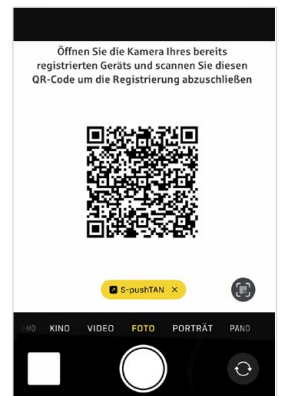 Öffnen Sie die Kamera Ihres bereits
registrierten Geräts und scannen Sie diesen
QR-Code um die Registrierung abzuschließen
S-pushTAN ×
KINO VIDEO FOTO PORTRÄT PANO